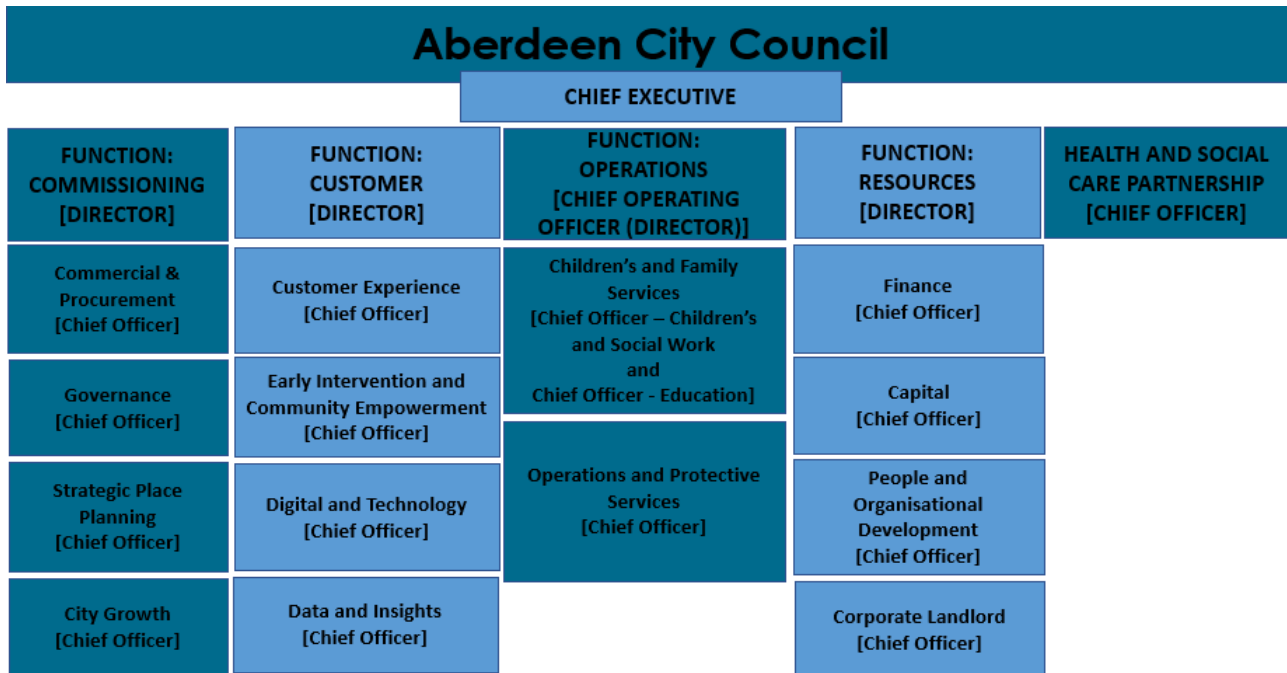 Aberdeen City Council
CHIEF EXECUTIVE
FUNCTION:
COMMISSIONING
[DIRECTOR]
FUNCTION:
CUSTOMER
[DIRECTOR]
FUNCTION:
OPERATIONS
[CHIEF OPERATING
OFFICER (DIRECTOR)]
FUNCTION:
RESOURCES
[DIRECTOR]
HEALTH AND SOCIAL
CARE PARTNERSHIP
[CHIEF OFFICER]
Commercial &
Procurement
[Chief Officer]
Governance
[Chief Officer]
Strategic Place
Planning
[Chief Officer]
City Growth
[Chief Officer]
Customer Experience
[Chief Officer]
Early Intervention and
Community Empowerment
[Chief Officer]
Digital and Technology
[Chief Officer]
Data and Insights
[Chief Officer]
Children’s and Family
Services
[Chief Officer – Children’s
and Social Work
and
Chief Officer - Education]
Operations and Protective
Services
[Chief Officer]
Finance
[Chief Officer]
Capital
[Chief Officer]
People and
Organisational
Development
[Chief Officer]
Corporate Landlord
[Chief Officer]